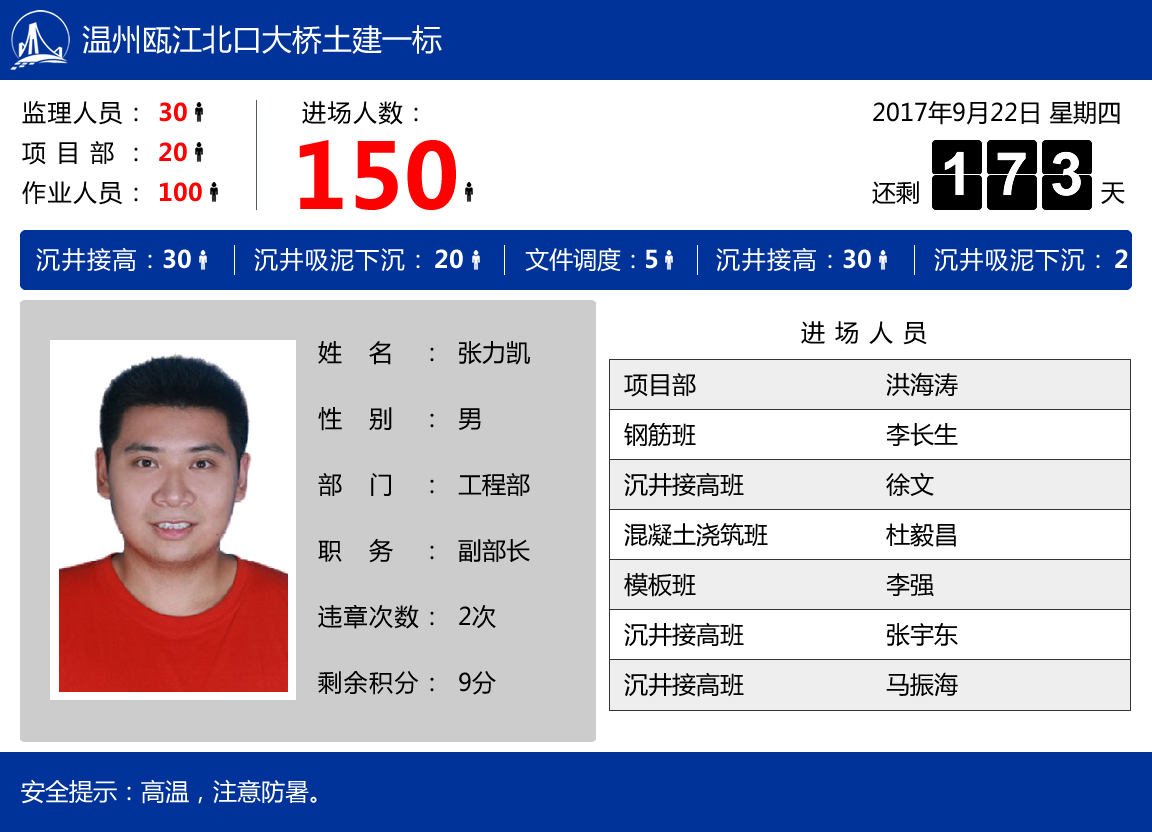 温州瓯江北口大桥土建一标
监理人员： 30
项 目 部 ： 20
作业人员： 100
进场人数：
150
2017年9月22日 星期四
还剩 173 天
沉井接高：30 沉井吸泥下沉：20 文件调度：5 沉井接高：30 沉井吸泥下沉：2
姓 名 ： 张力凯
性 别 ： 男
部 门 ： 工程部
职 务 ： 副部长
违章次数： 2次
剩余积分： 9分
进 场 人 员
项目部 洪海涛
钢筋班 李长生
沉井接高班 徐文
混凝土浇筑班 杜毅昌
模板班 李强
沉井接高班 张宇东
沉井接高班 马振海
安全提示：高温，注意防暑。